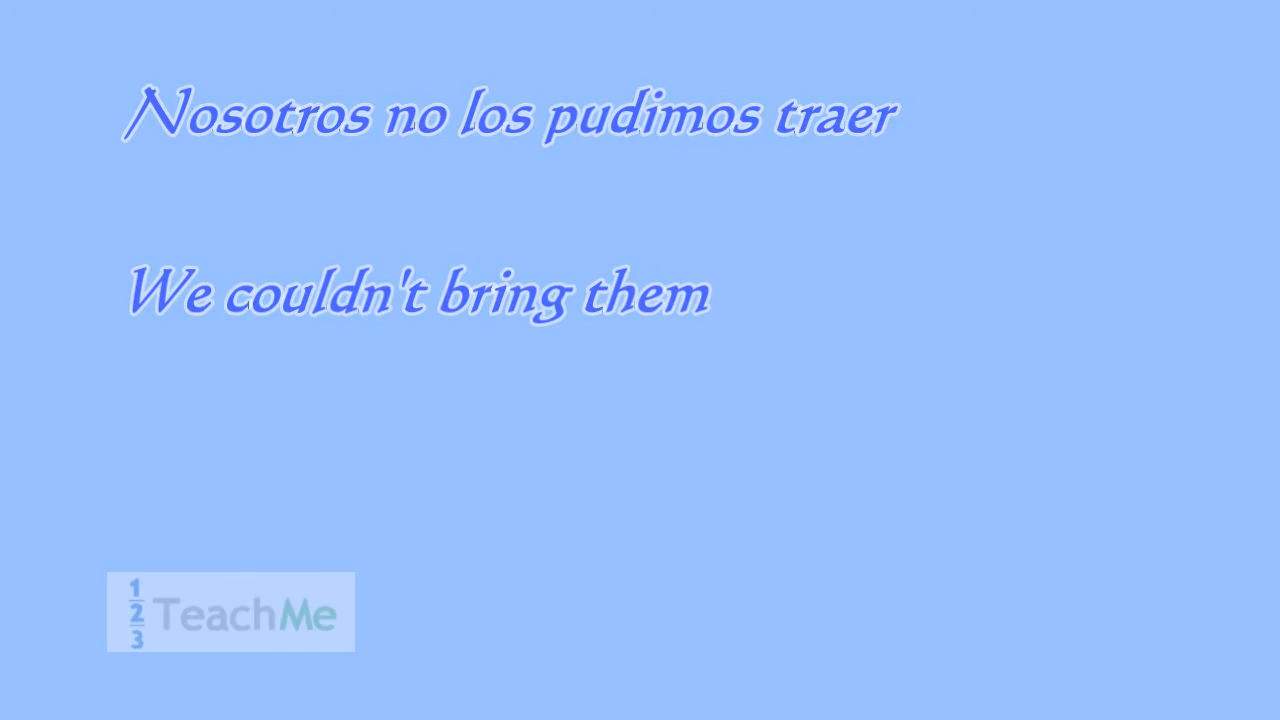 Nosotros no los pudimos traer
We couldn't bring them
1
2
3
TeachMe